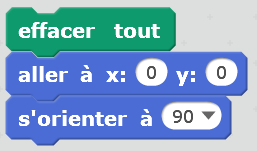 effacer tout
aller à x: 0 y: 0
s'orienter à 90